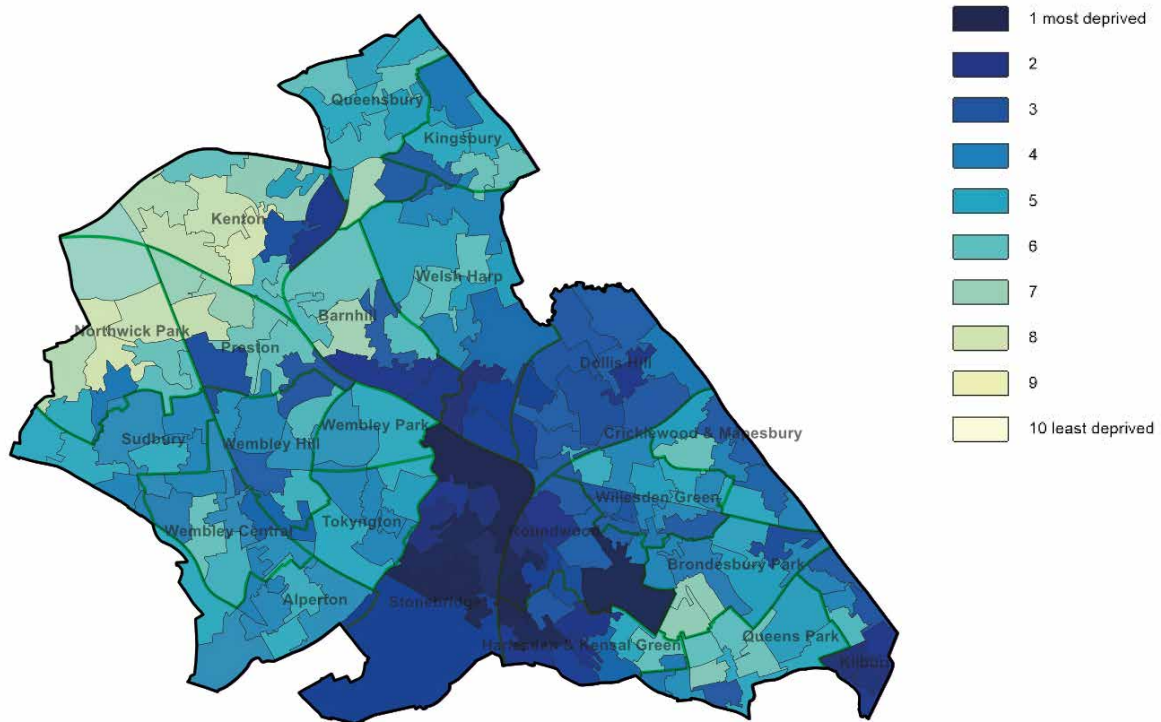 1 most deprived
2
3
4
5
6
7
8
9
10 least deprived
Queensbury
Kingsbury
Kenton
Welsh Harp
Barnhill
Northwick Park
Preston
Dollis Hill
Wembley Park
Cricklewood & Mapesbury
Sudbury
Wembley Hill
Willesden Green
Tokyngton
Wembley Central
Roundwood
Brondesbury Park
Alperton
Stonebridge
Queens Park
Harlesden & Kensal Green
Kilburn